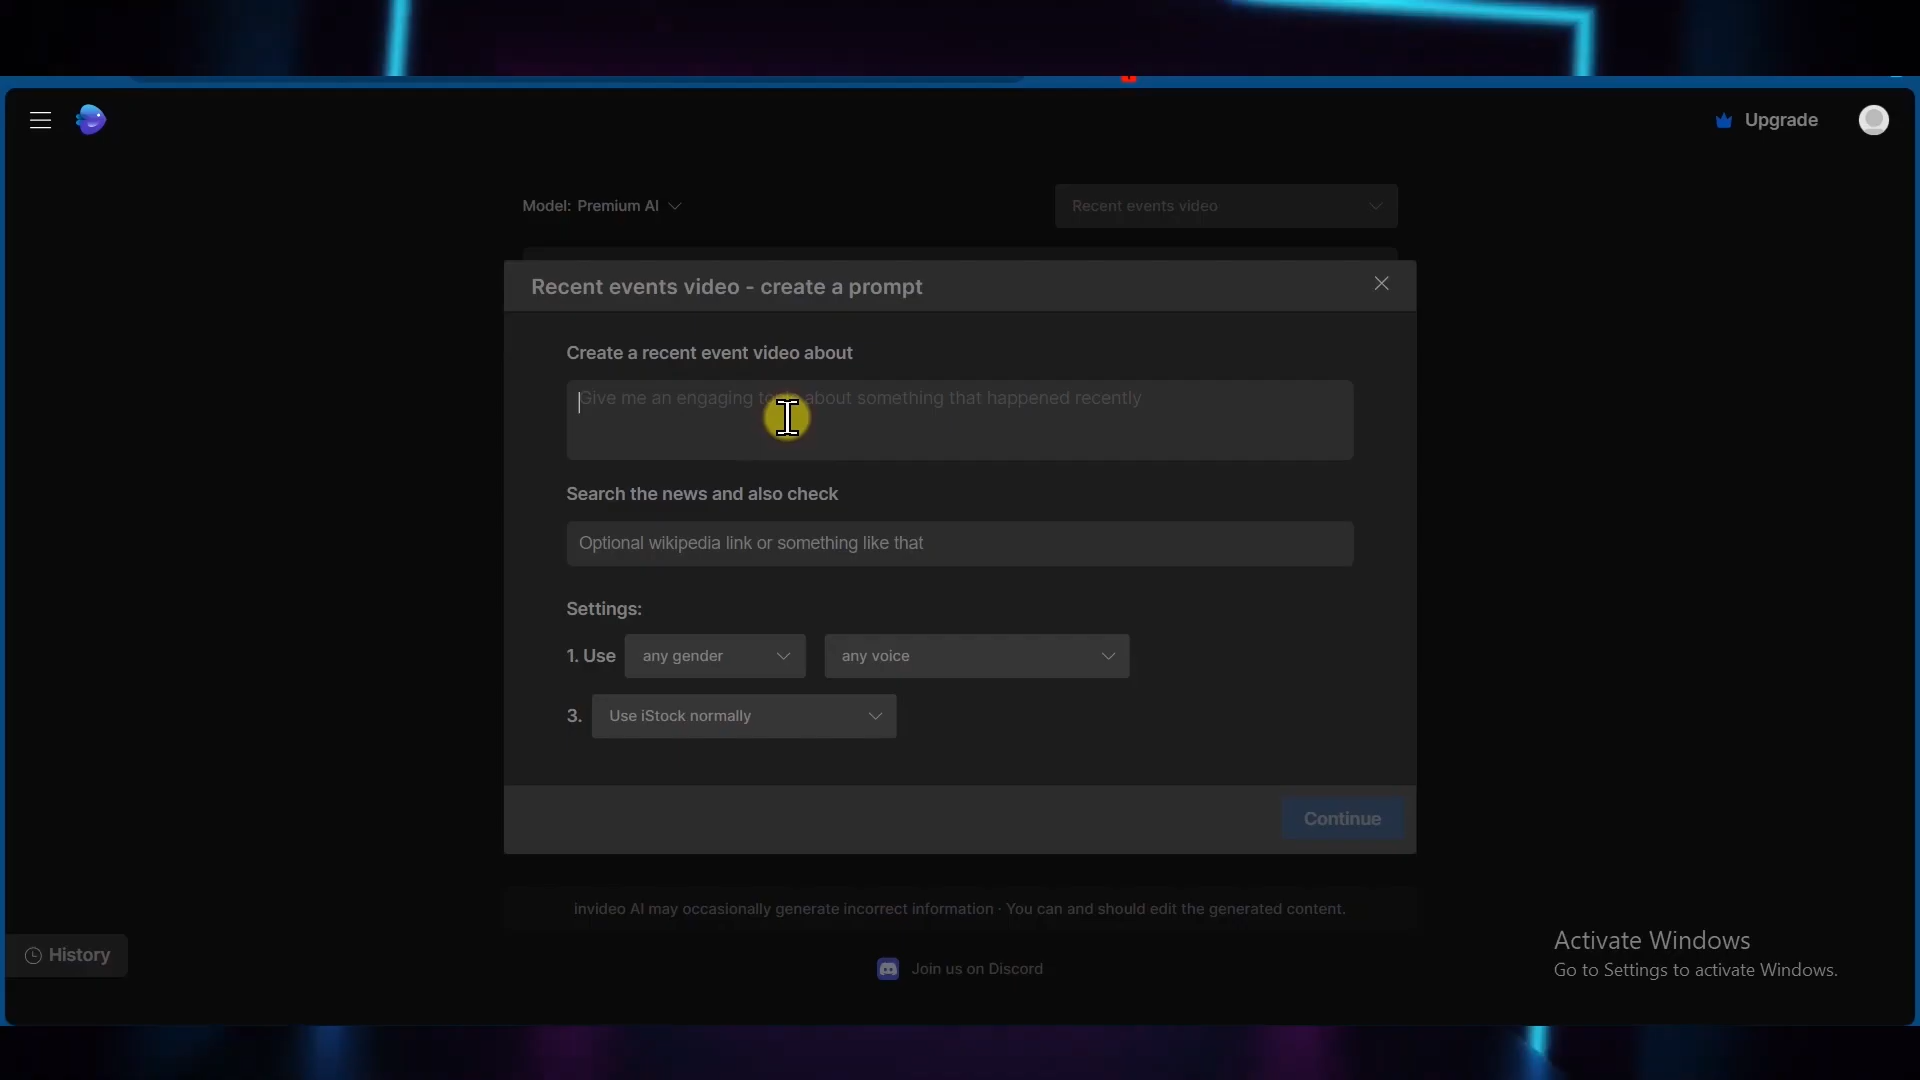 Upgrade
Model: Premium AI
Recent events video
Recent events video - create a prompt
Create a recent event video about
Give me an engaging about something that happened recently
Search the news and also check
Optional wikipedia link or something like that
Settings:
1. Use any gender any voice
3. Use iStock normally
Continue
invideo AI may occasionally generate incorrect information · You can and should edit the generated content.
History
Join us on Discord
Activate Windows
Go to Settings to activate Windows.